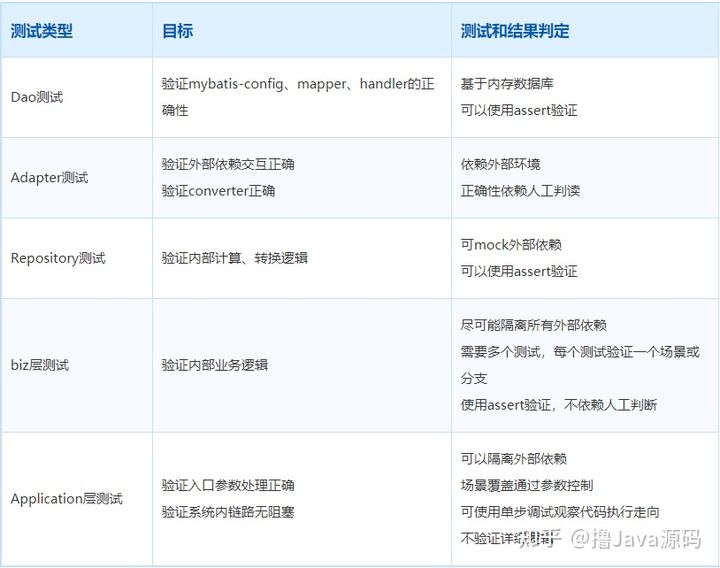 测试类型
目标
测试和结果判定
Dao测试
验证mybatis-config、mapper、handler的正
确性
基于内存数据库
可以使用assert验证
Adapter测试
验证外部依赖交互正确
验证converter正确
依赖外部环境
正确性依赖人工判读
Repository测试
验证内部计算、转换逻辑
可mock外部依赖
可以使用assert验证
biz层测试
验证内部业务逻辑
尽可能隔离所有外部依赖
需要多个测试，每个测试验证一个场景或
分支
使用assert验证，不依赖人工判断
Application层测试
验证入口参数处理正确
验证系统内链路无阻塞
可以隔离外部依赖
场景覆盖通过参数控制
可使用单步调试观察代码执行走向
不验证详细逻辑
知乎 @撸Java源码